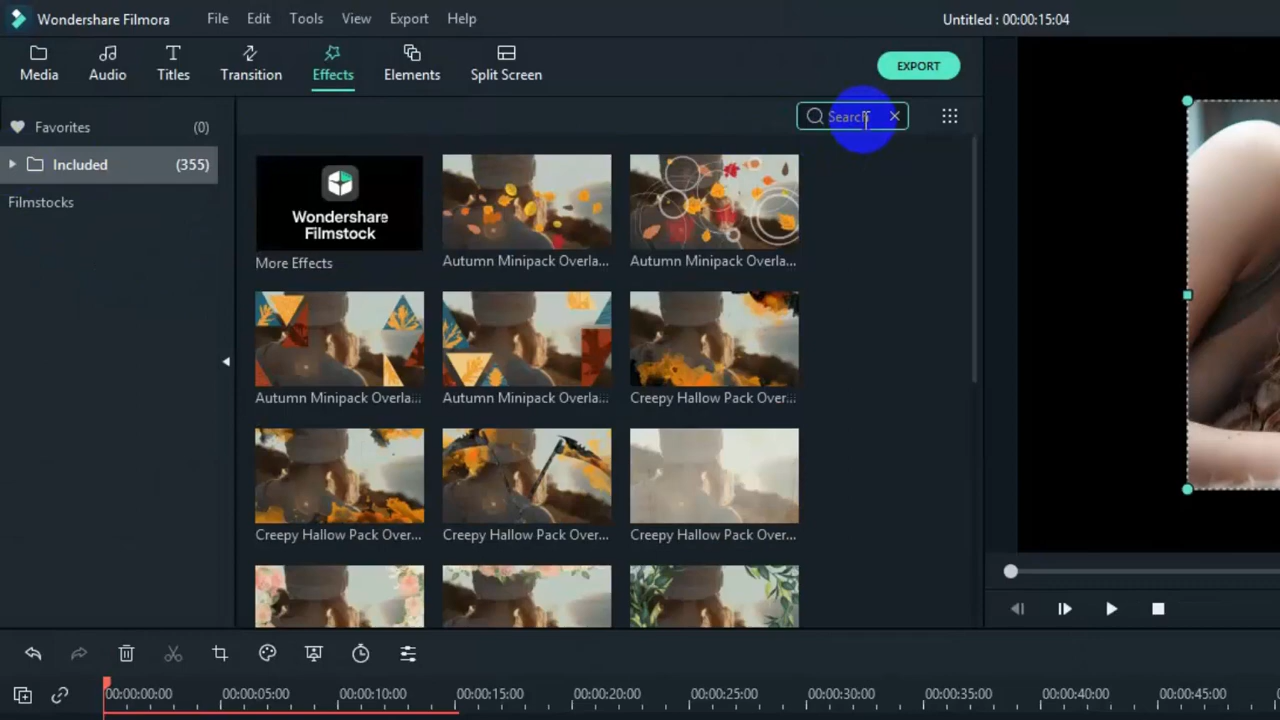 Wondershare Filmora
File Edit Tools View Export Help
Untitled : 00:00:15:04
Media Audio Titles Transition Effects Elements Split Screen
EXPORT
Favorites (0)
Included (355)
Filmstocks
Search
Wondershare
Filmstock
More Effects
Autumn Minipack Overla...
Autumn Minipack Overla...
Autumn Minipack Overla...
Autumn Minipack Overla...
Creepy Hallow Pack Over...
Creepy Hallow Pack Over...
Creepy Hallow Pack Over...
Creepy Hallow Pack Over...
00:00:00:00 00:00:05:00 00:00:10:00 00:00:15:00 00:00:20:00 00:00:25:00 00:00:30:00 00:00:35:00 00:00:40:00 00:00:45:00